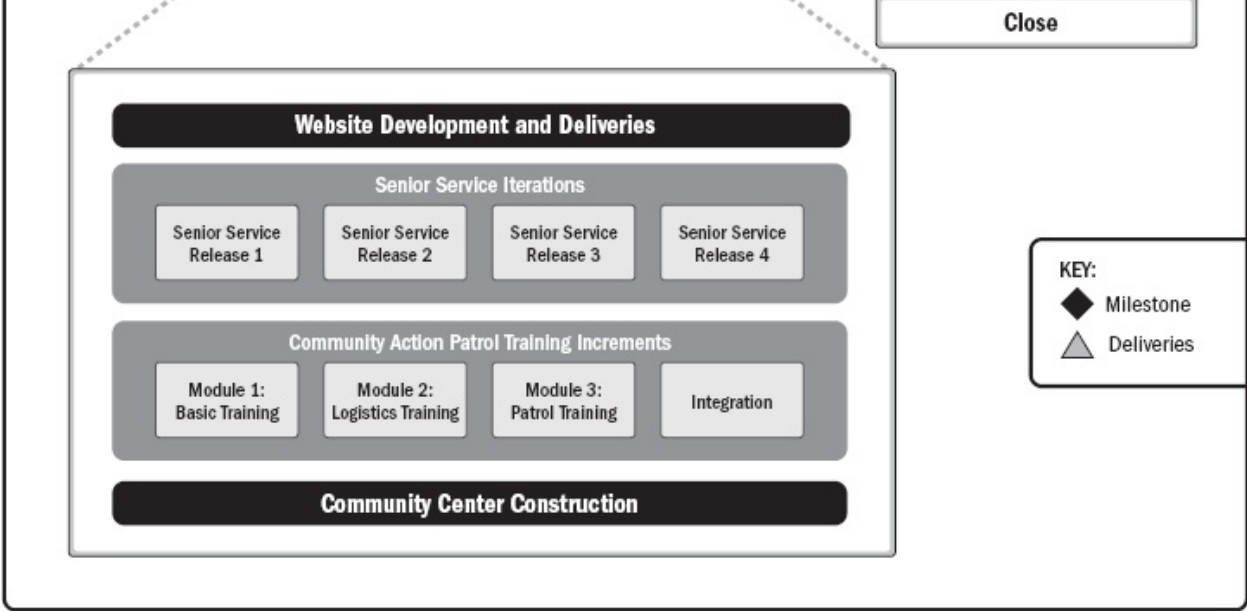 Close
Website Development and Deliveries
Senior Service Iterations
Senior Service
Release 1
Senior Service
Release 2
Senior Service
Release 3
Senior Service
Release 4
Community Action Patrol Training Increments
Module 1:
Basic Training
Module 2:
Logistics Training
Module 3:
Patrol Training
Integration
Community Center Construction
KEY:
Milestone
Deliveries